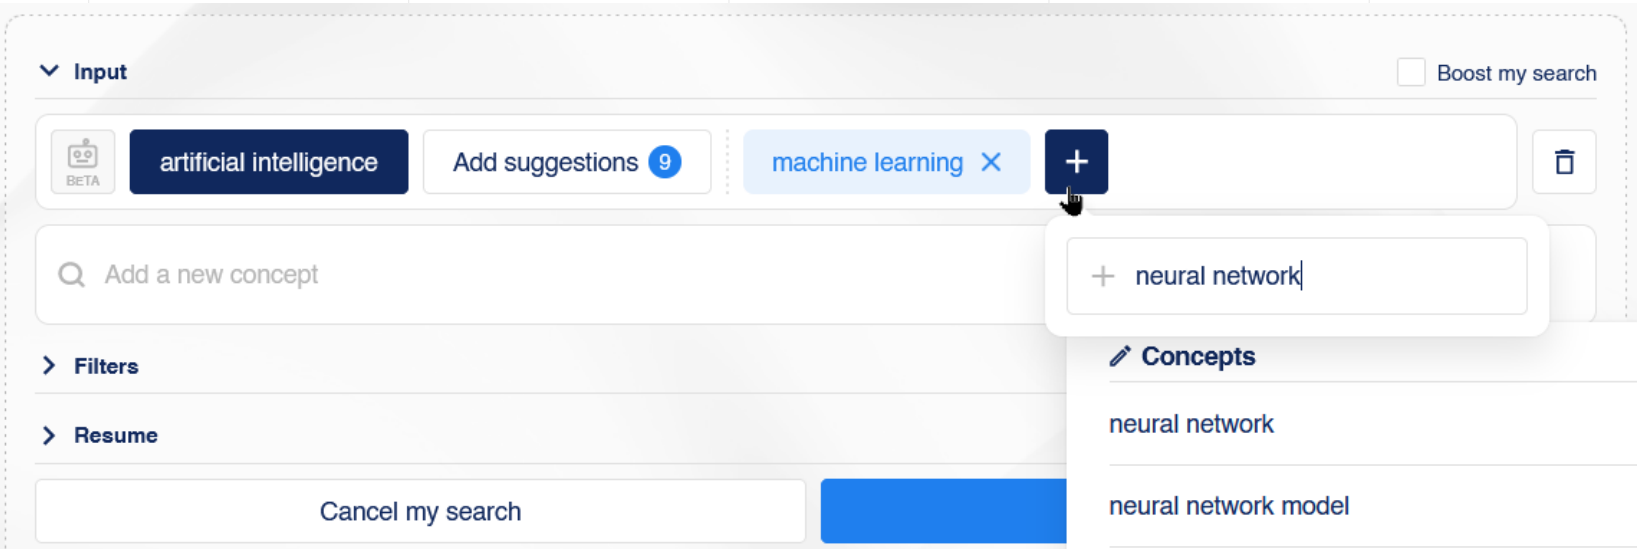 Input
Boost my search
BETA
artificial intelligence
Add suggestions 9
machine learning
Add a new concept
neural network
Filters
Concepts
neural network
Resume
neural network model
Cancel my search